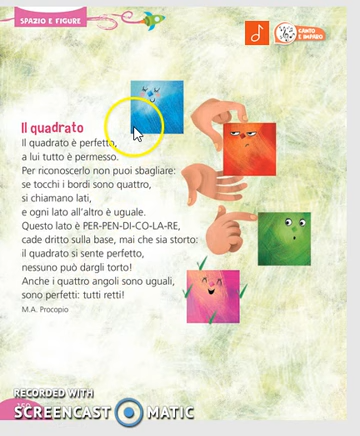 SPAZIO E FIGURE
CANTO
E IMPARO
Il quadrato
Il quadrato è perfetto,
a lui tutto è permesso.
Per riconoscerlo non puoi sbagliare:
se tocchi i bordi sono quattro,
si chiamano lati,
e ogni lato all'altro è uguale.
Questo lato è PER-PEN-DI-CO-LA-RE,
cade dritto sulla base, mai che sia storto:
il quadrato si sente perfetto,
nessuno può dargli torto!
Anche i quattro angoli sono uguali,
sono perfetti: tutti retti!
M.A. Procopio
RECORDED WITH
SCREENCAST MATIC